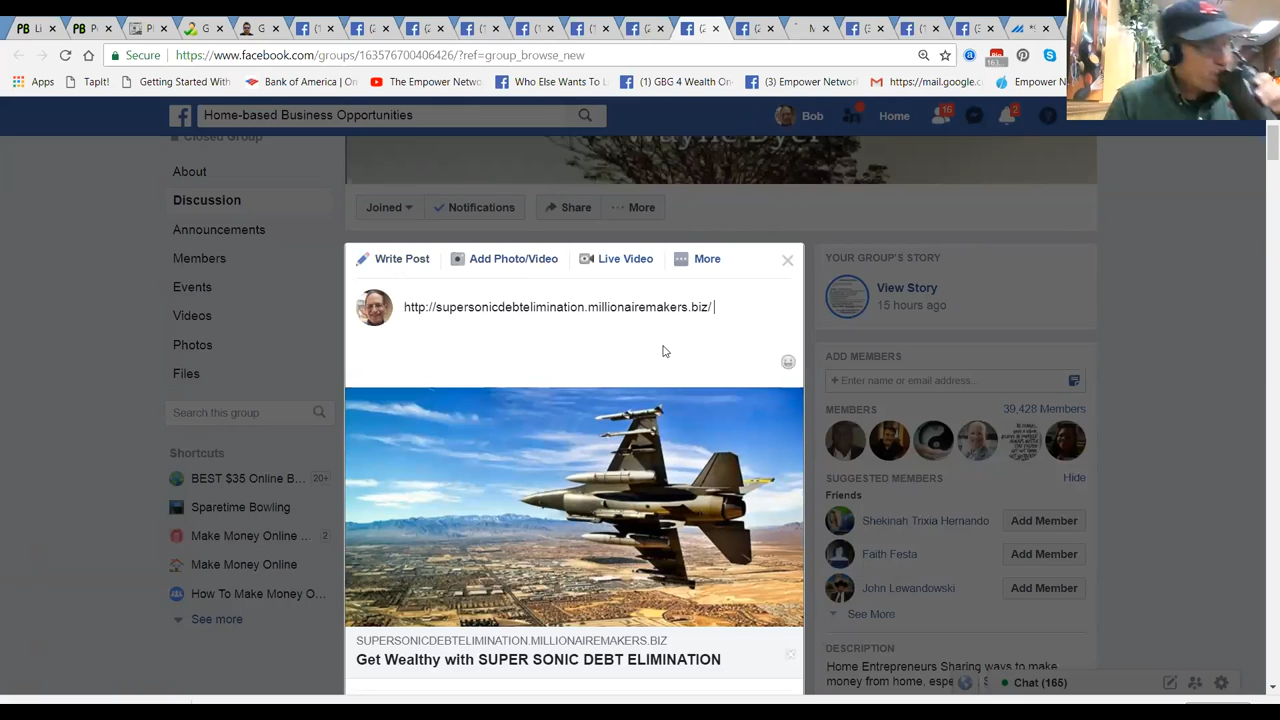 Secure https://www.facebook.com/groups/163576700406426/?ref=group_browse_new
Apps TapIt! Getting Started With Bank of America | On The Empower Networ Who Else Wants To L (1) GBG 4 Wealth On (3) Empower Network https://mail.google.c Empower N
Home-based Business Opportunities Bob Home 16 2
Closed Group
Wayne Dyer
About
Discussion
Announcements
Members
Events
Videos
Photos
Files
Search this group
Shortcuts
BEST $35 Online B... 20+
Sparetime Bowling
Make Money Online ... 2
Make Money Online
How To Make Money O...
See more
Joined Notifications Share More
Write Post Add Photo/Video Live Video More
http://supersonicdebtelimination.millionairemakers.biz/
SUPERSONICDEBTELIMINATION.MILLIONAIREMAKERS.BIZ
Get Wealthy with SUPER SONIC DEBT ELIMINATION
YOUR GROUP'S STORY
View Story
15 hours ago
ADD MEMBERS
+ Enter name or email address...
MEMBERS 39,428 Members
SUGGESTED MEMBERS Hide
Friends
Shekinah Trixia Hernando Add Member
Faith Festa Add Member
John Lewandowski Add Member
See More
DESCRIPTION
Home Entrepreneurs Sharing ways to make
money from home, espe
Chat (165)